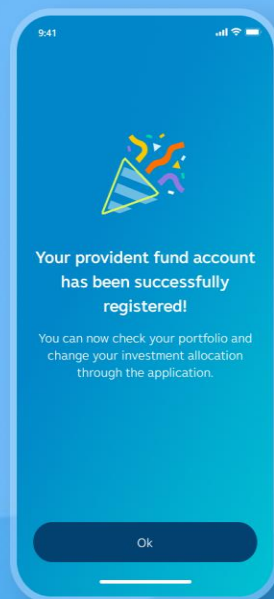 9:41
Your provident fund account
has been successfully
registered!
You can now check your portfolio and
change your investment allocation
through the application.
Ok